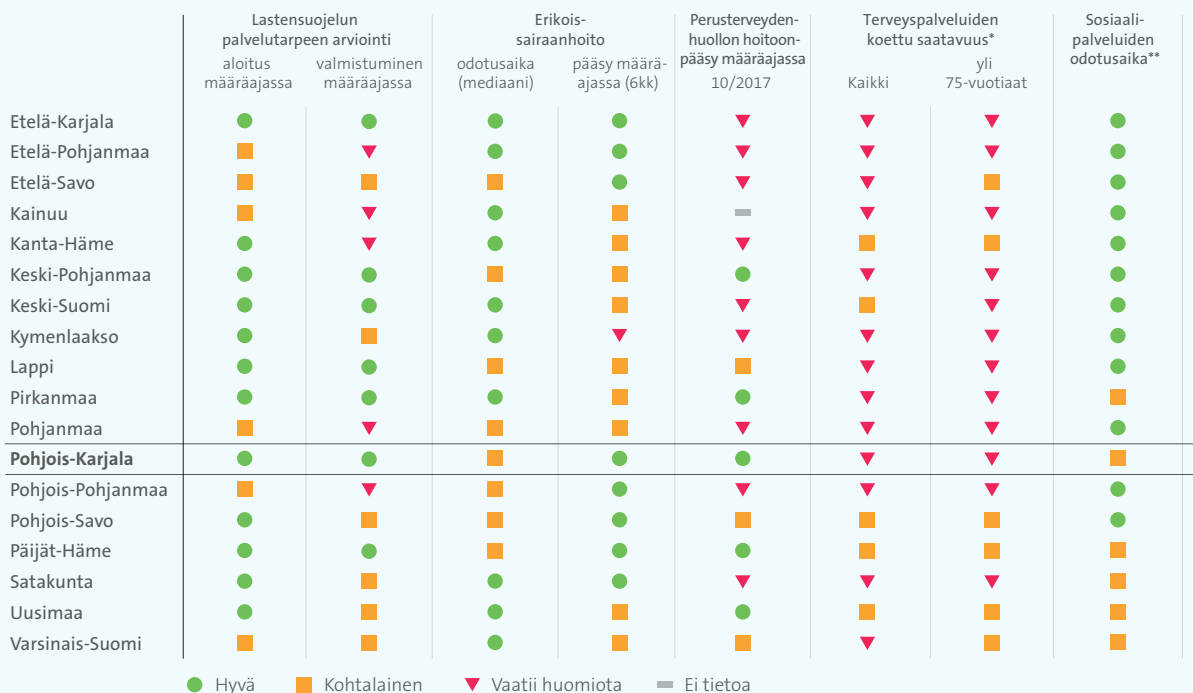 Lastensuojelun
palvelutarpeen arviointi
Erikois-
sairaanhoito
Perusterveyden-
huollon hoitoon-
pääsy määräajassa
Terveyspalveluiden
koettu saatavuus*
Sosiaali-
palveluiden
odotusaika**
aloitus
määräajassa
valmistuminen
määräajassa
odotusaika
(mediaani)
pääsy määrä-
ajassa (6kk)
10/2017
Kaikki
yli
75-vuotiaat
Etelä-Karjala
Etelä-Pohjanmaa
Etelä-Savo
Kainuu
Kanta-Häme
Keski-Pohjanmaa
Keski-Suomi
Kymenlaakso
Lappi
Pirkanmaa
Pohjanmaa
Pohjois-Karjala
Pohjois-Pohjanmaa
Pohjois-Savo
Päijät-Häme
Satakunta
Uusimaa
Varsinais-Suomi
Hyvä
Kohtalainen
Vaatii huomiota
Ei tietoa